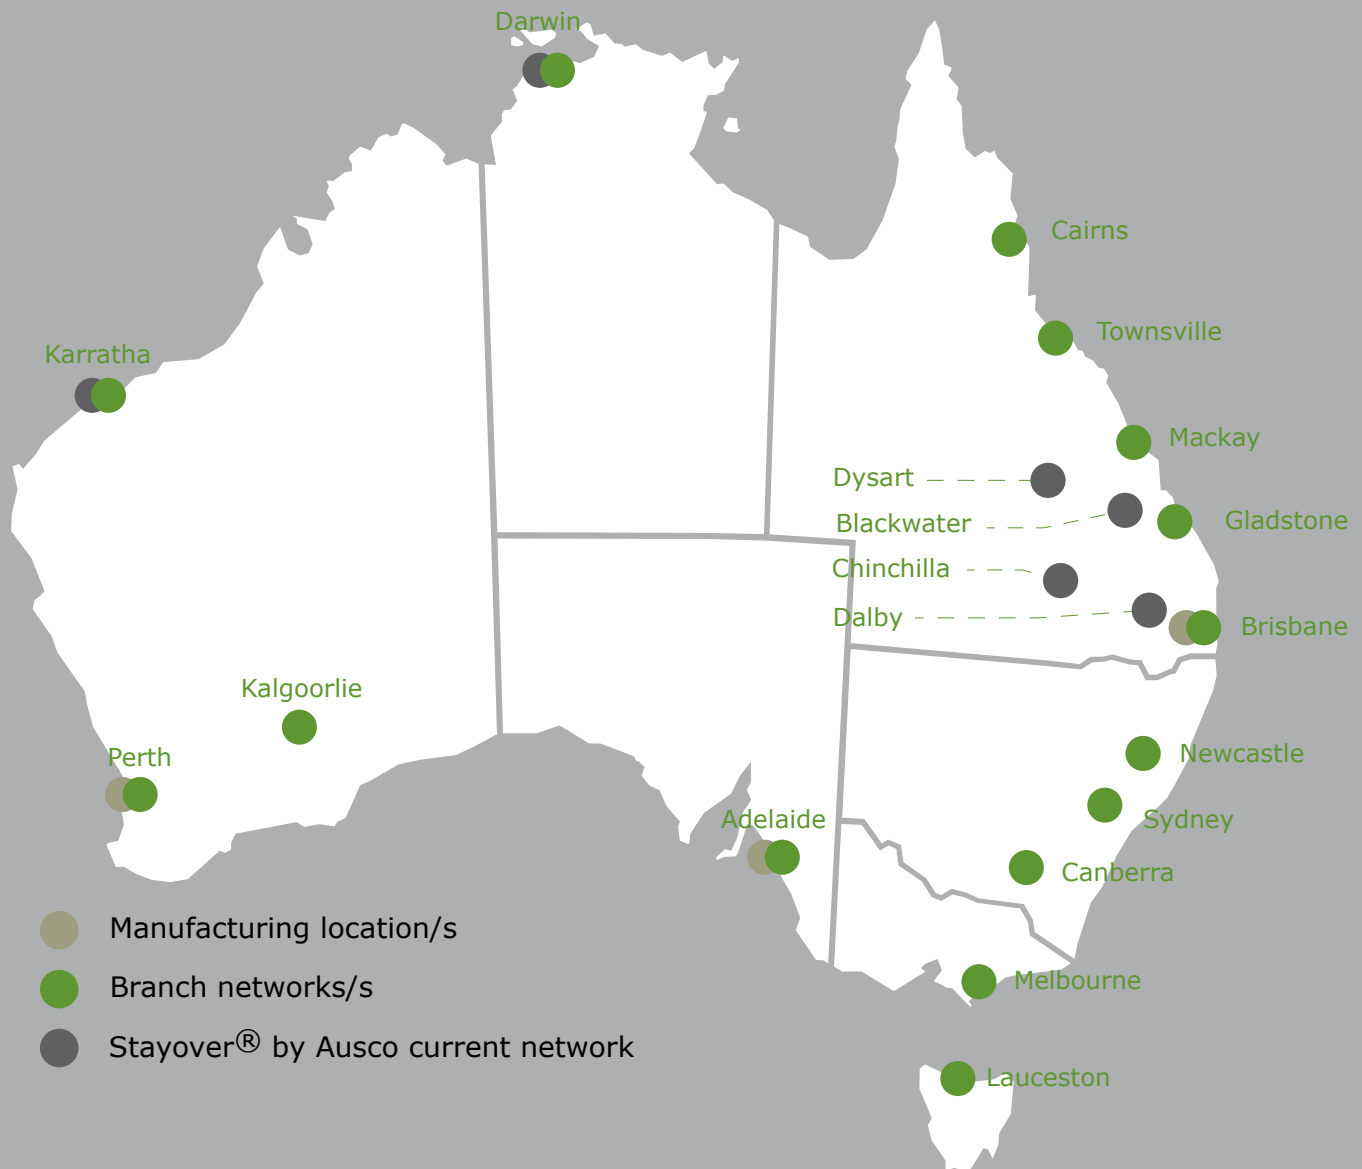 Darwin
Cairns
Townsville
Karratha
Mackay
Dysart
Blackwater
Gladstone
Chinchilla
Dalby
Brisbane
Kalgoorlie
Perth
Newcastle
Adelaide
Sydney
Canberra
Manufacturing location/s
Branch networks/s
Melbourne
Stayover® by Ausco current network
Lauceston